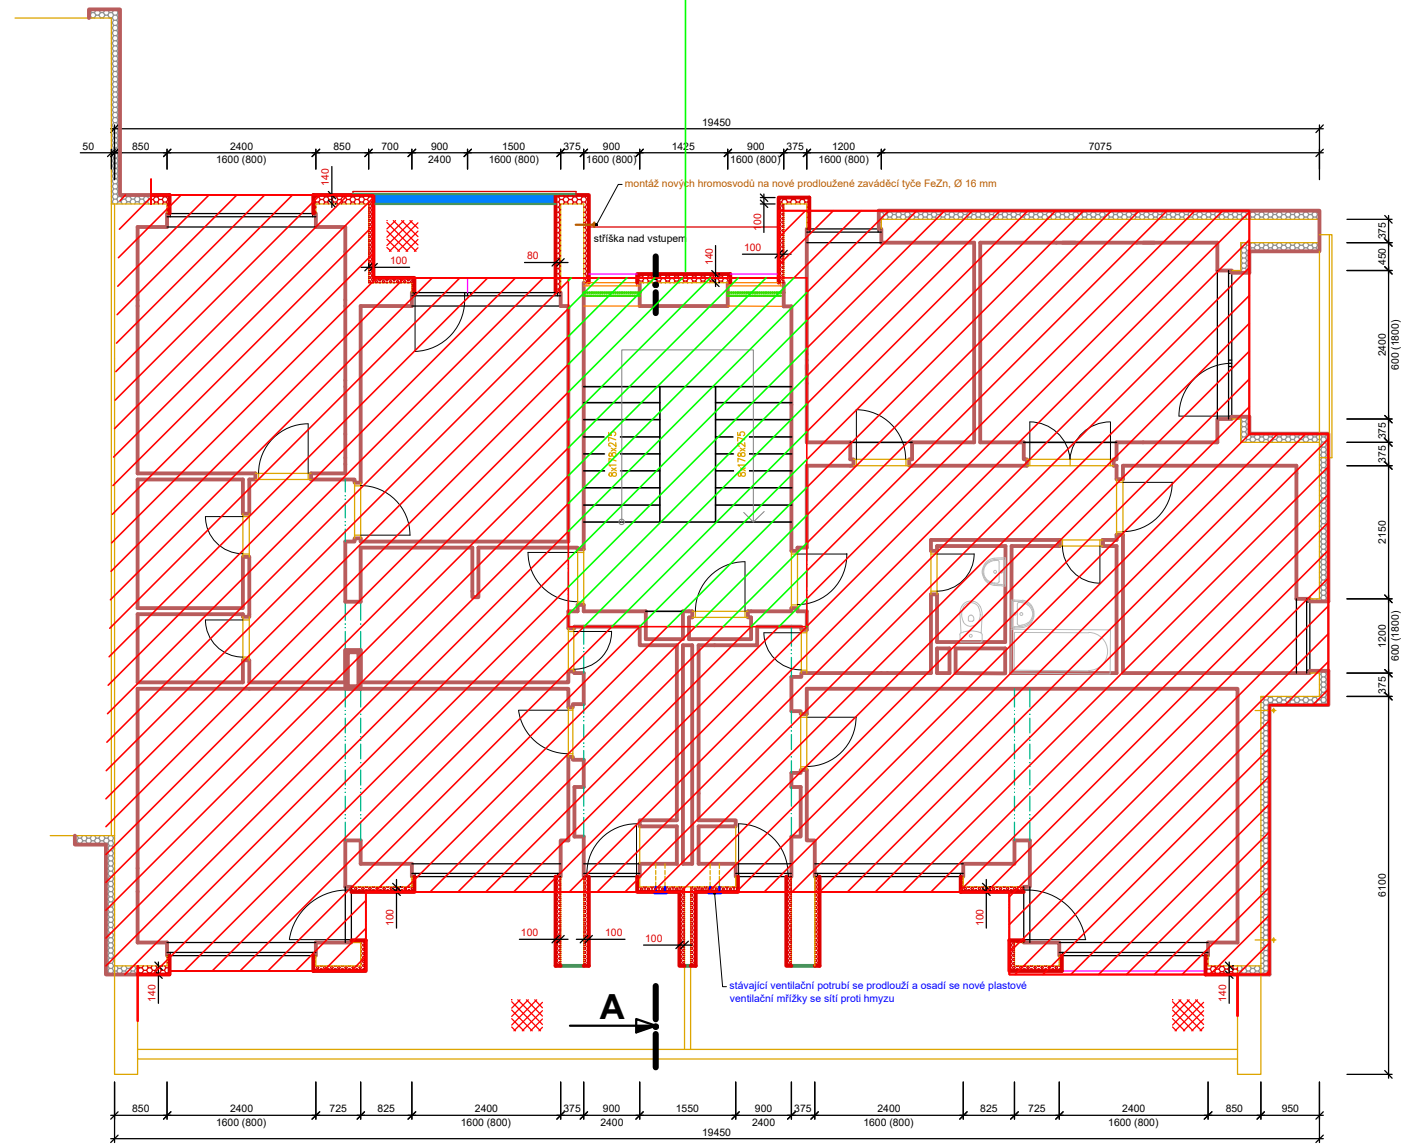 19450
50 850 2400 850 700 900 1500 375 900 1425 900 375 1200 7075
1600 (800) 2400 1600 (800) 1600 (800) 1600 (800) 1600 (800)
140
montáž nových hromosvodů na nové prodloužené zaváděcí tyče FeZn, Ø 16 mm
100
stříška nad vstupem
100 80 140 100
375
450
2400
600 (1800)
375
375
8x178x275 8x178x275
2150
1200
600 (1800)
375
6100
100 100
100 100 100
140 140
stávající ventilační potrubí se prodlouží a osadí se nové plastové
ventilační mřížky se sítí proti hmyzu
A
850 2400 725 825 2400 375 900 1550 900 375 2400 825 725 2400 850 950
1600 (800) 1600 (800) 2400 2400 1600 (800) 1600 (800)
19450